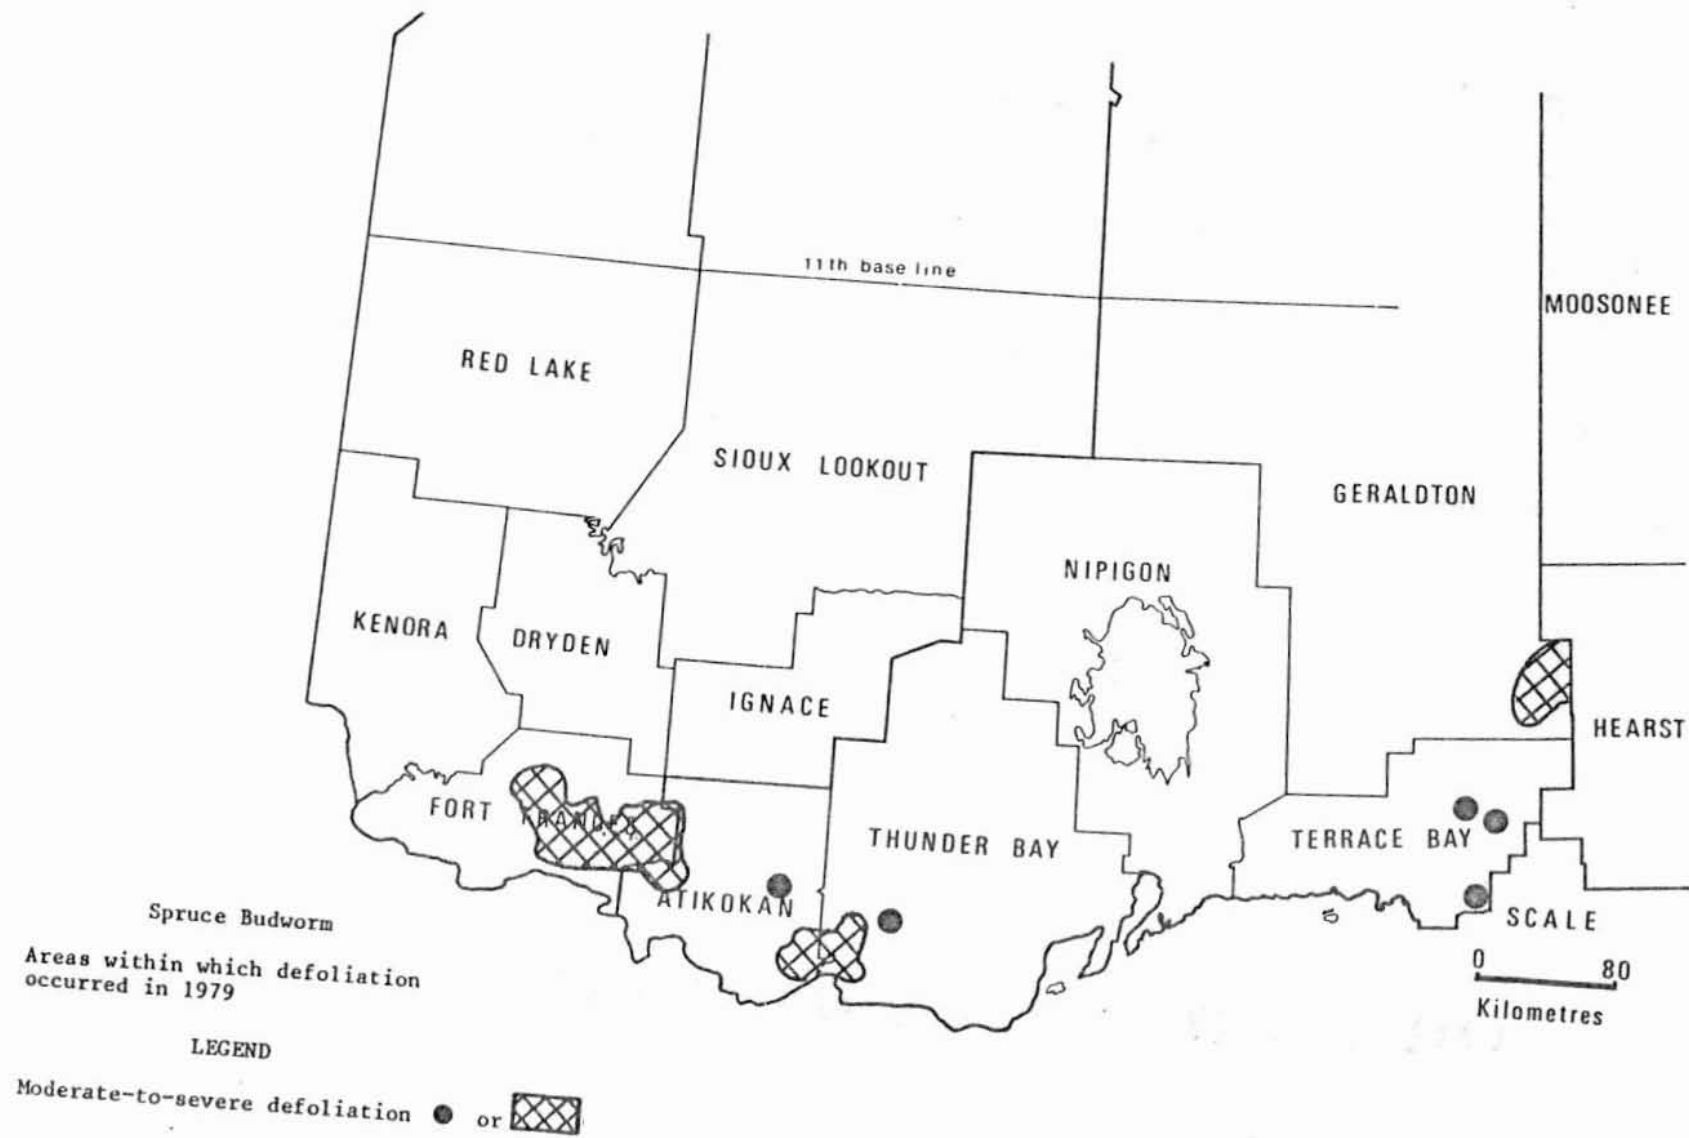 11th base line
MOOSONEE
RED LAKE
SIOUX LOOKOUT
GERALDTON
NIPIGON
KENORA
DRYDEN
IGNACE
HEARST
FORT FRANCES
THUNDER BAY
TERRACE BAY
ATIKOKAN
Spruce Budworm
Areas within which defoliation
occurred in 1979
LEGEND
Moderate-to-severe defoliation or
SCALE
0 80
Kilometres